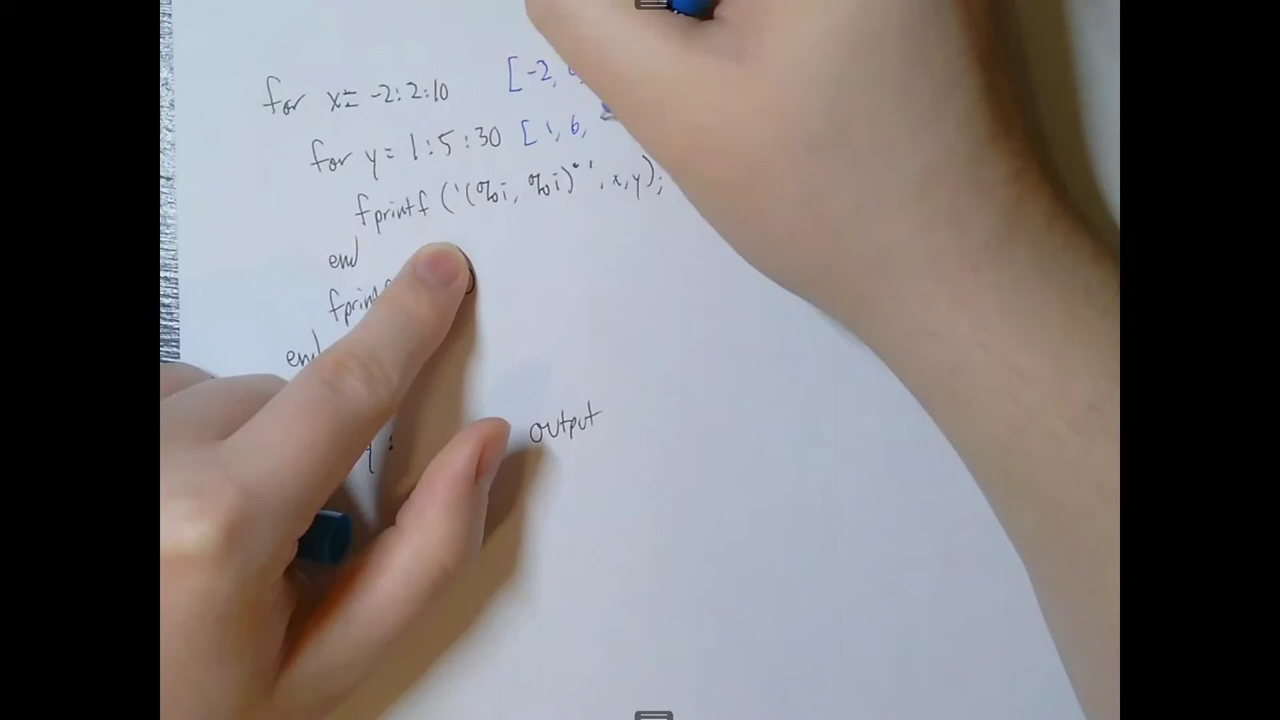 for x= -2:2:10 [-2,
for y= 1:5:30 [1, 6,
fprintf('(%i, %i) ', x,y);
end
end
output